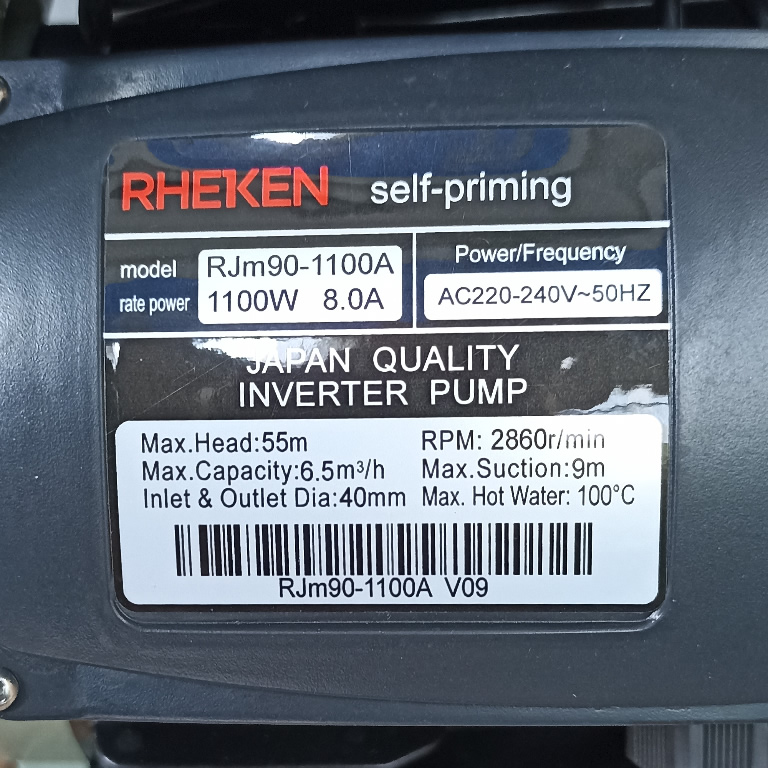 RHEKEN self-priming
model RJm90-1100A
rate power 1100W 8.0A
Power/Frequency
AC220-240V~50HZ
JAPAN QUALITY
INVERTER PUMP
Max.Head:55m RPM: 2860r/min
Max.Capacity:6.5m³/h Max.Suction:9m
Inlet & Outlet Dia:40mm Max. Hot Water: 100°C
RJm90-1100A V09